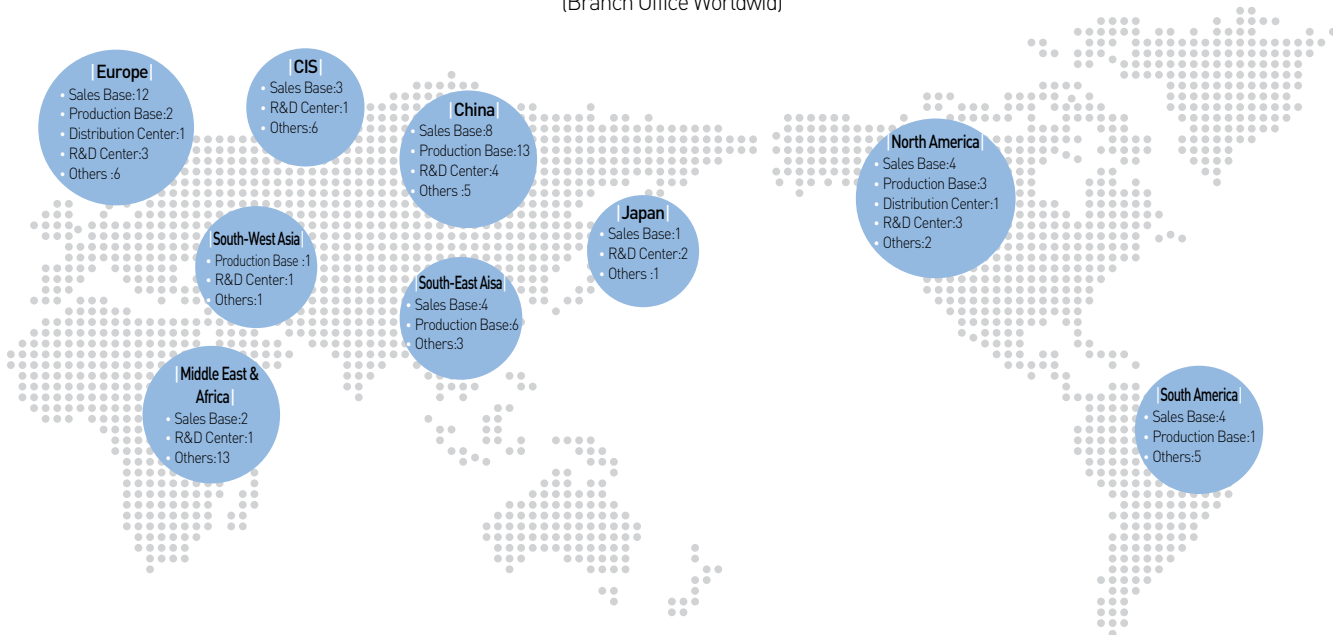 (Branch Office Worldwid)
|Europe|
• Sales Base:12
• Production Base:2
• Distribution Center:1
• R&D Center:3
• Others :6
|CIS|
• Sales Base:3
• R&D Center:1
• Others:6
|China|
• Sales Base:8
• Production Base:13
• R&D Center:4
• Others :5
|North America|
• Sales Base:4
• Production Base:3
• Distribution Center:1
• R&D Center:3
• Others:2
|South-West Asia|
• Production Base :1
• R&D Center:1
• Others:1
|Japan|
• Sales Base:1
• R&D Center:2
• Others :1
|South-East Aisa|
• Sales Base:4
• Production Base:6
• Others:3
|Middle East &
Africa|
• Sales Base:2
• R&D Center:1
• Others:13
|South America|
• Sales Base:4
• Production Base:1
• Others:5